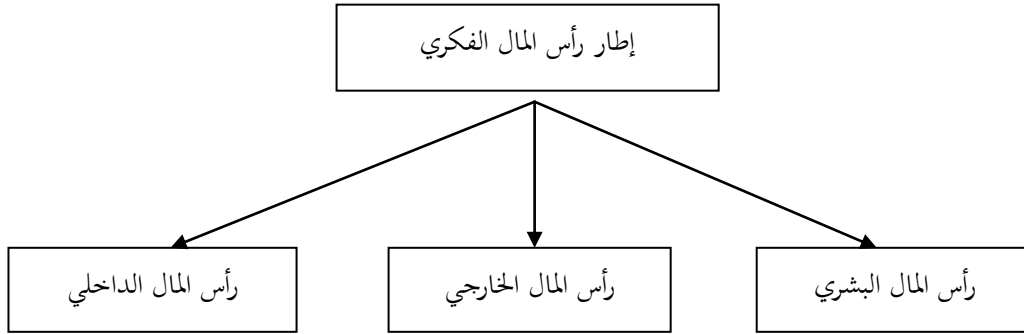 إطار رأس المال الفكري
رأس المال البشري
رأس المال الخارجي
رأس المال الداخلي